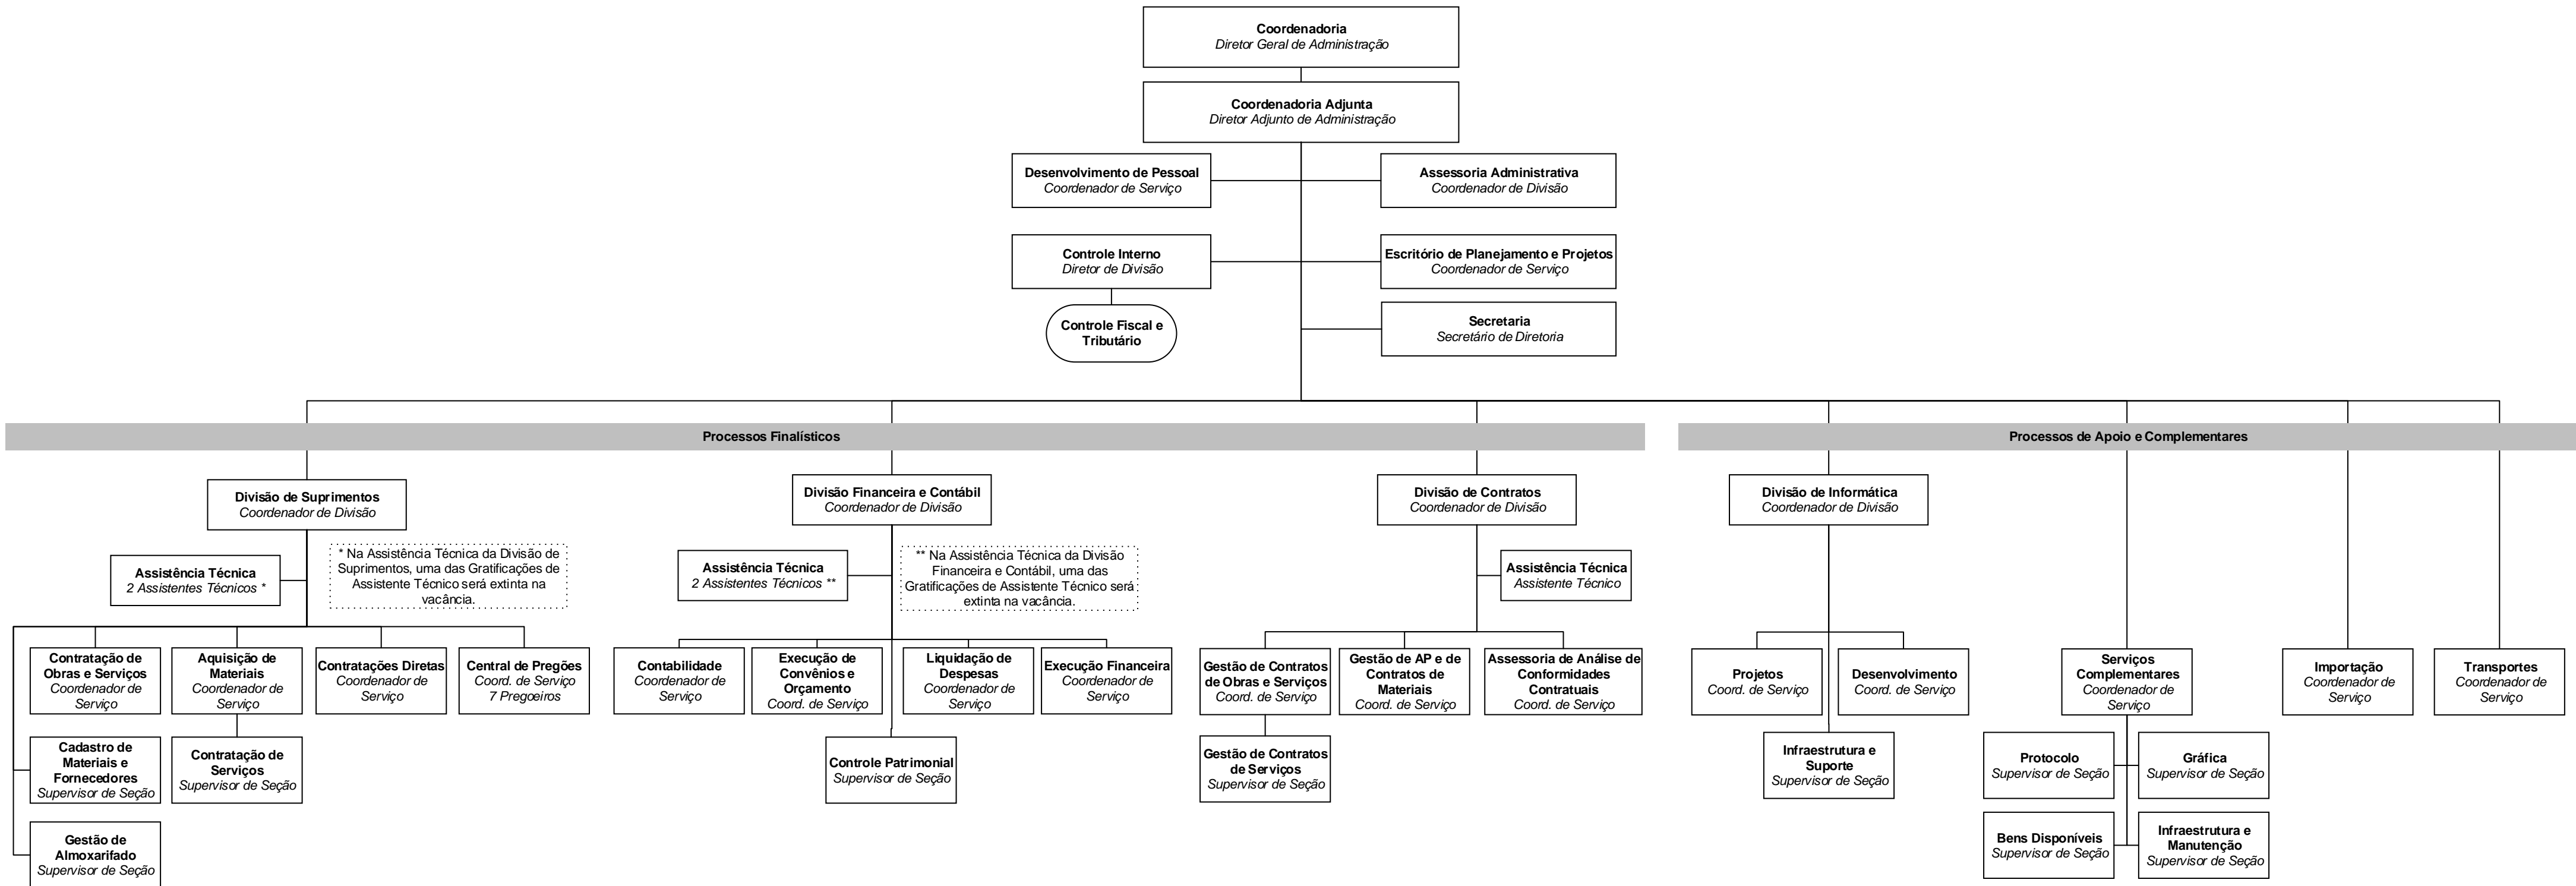 Coordenadoria
Diretor Geral de Administração
Coordenadoria Adjunta
Diretor Adjunto de Administração
Desenvolvimento de Pessoal
Coordenador de Serviço
Assessoria Administrativa
Coordenador de Divisão
Controle Interno
Diretor de Divisão
Escritório de Planejamento e Projetos
Coordenador de Serviço
Controle Fiscal e
Tributário
Secretaria
Secretário de Diretoria
Processos Finalísticos
Processos de Apoio e Complementares
Divisão de Suprimentos
Coordenador de Divisão
Divisão Financeira e Contábil
Coordenador de Divisão
Divisão de Contratos
Coordenador de Divisão
Divisão de Informática
Coordenador de Divisão
Assistência Técnica
2 Assistentes Técnicos *
* Na Assistência Técnica da Divisão de
Suprimentos, uma das Gratificações de
Assistente Técnico será extinta na
vacância.
Assistência Técnica
2 Assistentes Técnicos **
** Na Assistência Técnica da Divisão
Financeira e Contábil, uma das
Gratificações de Assistente Técnico será
extinta na vacância.
Assistência Técnica
Assistente Técnico
Contratação de
Obras e Serviços
Coordenador de
Serviço
Aquisição de
Materiais
Coordenador de
Serviço
Contratações Diretas
Coordenador de
Serviço
Central de Pregões
Coord. de Serviço
7 Pregoeiros
Contabilidade
Coordenador de
Serviço
Execução de
Convênios e
Orçamento
Coord. de Serviço
Liquidação de
Despesas
Coordenador de
Serviço
Execução Financeira
Coordenador de
Serviço
Gestão de Contratos
de Obras e Serviços
Coord. de Serviço
Gestão de AP e de
Contratos de
Materiais
Coord. de Serviço
Assessoria de Análise de
Conformidades
Contratuais
Coord. de Serviço
Projetos
Coord. de Serviço
Desenvolvimento
Coord. de Serviço
Serviços
Complementares
Coordenador de
Serviço
Importação
Coordenador de
Serviço
Transportes
Coordenador de
Serviço
Cadastro de
Materiais e
Fornecedores
Supervisor de Seção
Contratação de
Serviços
Supervisor de Seção
Controle Patrimonial
Supervisor de Seção
Gestão de Contratos
de Serviços
Supervisor de Seção
Infraestrutura e
Suporte
Supervisor de Seção
Protocolo
Supervisor de Seção
Gráfica
Supervisor de Seção
Gestão de
Almoxarifado
Supervisor de Seção
Bens Disponíveis
Supervisor de Seção
Infraestrutura e
Manutenção
Supervisor de Seção